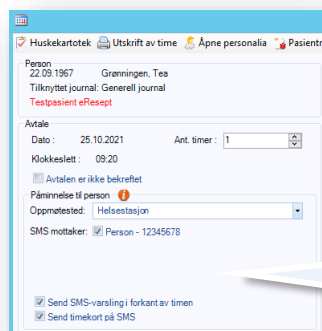 Huskekartotek Utskrift av time Åpne personalia Pasientr
Person
22.09.1967 Grønningen, Tea
Tilknyttet journal: Generell journal
Testpasient eResept
Avtale
Dato : 25.10.2021 Ant. timer : 1
Klokkeslett : 09:20
Avtalen er ikke bekreftet
Påminnelse til person
Oppmøtested: Helsestasjon
SMS mottaker: Person - 12345678
Send SMS-varsling i forkant av timen
Send timekort på SMS